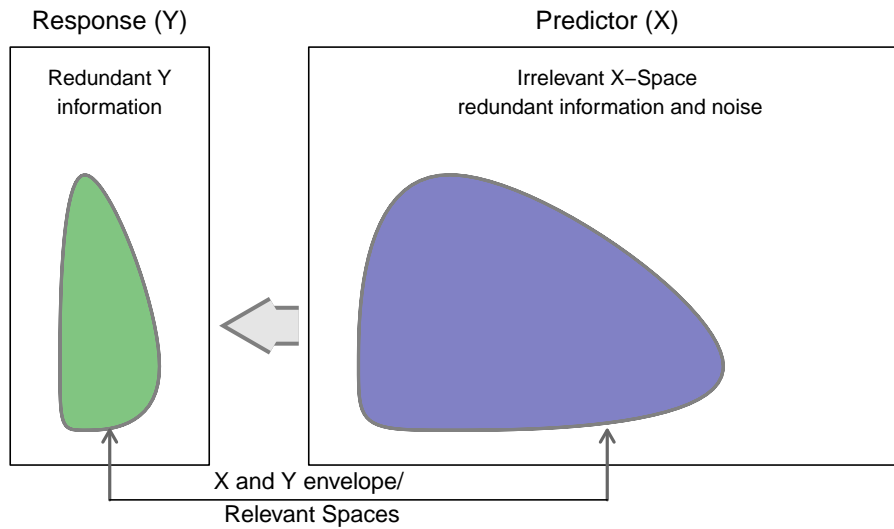 Response (Y)
Predictor (X)
Redundant Y
information
Irrelevant X−Space
redundant information and noise
X and Y envelope/
Relevant Spaces